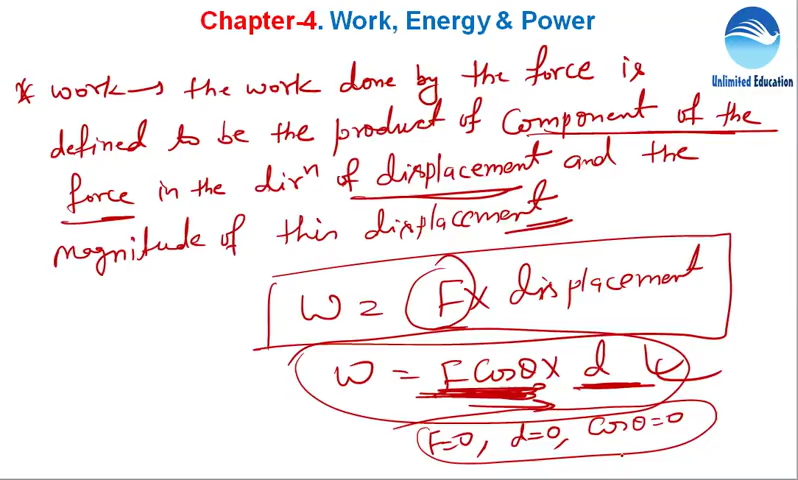 Chapter-4. Work, Energy & Power
Unlimited Education
* work → the work done by the force is
defined to be the product of component of the
force in the dirⁿ of displacement and the
magnitude of this displacement
W = F × displacement
W = F cosθ × d
F=0, d=0, cosθ=0